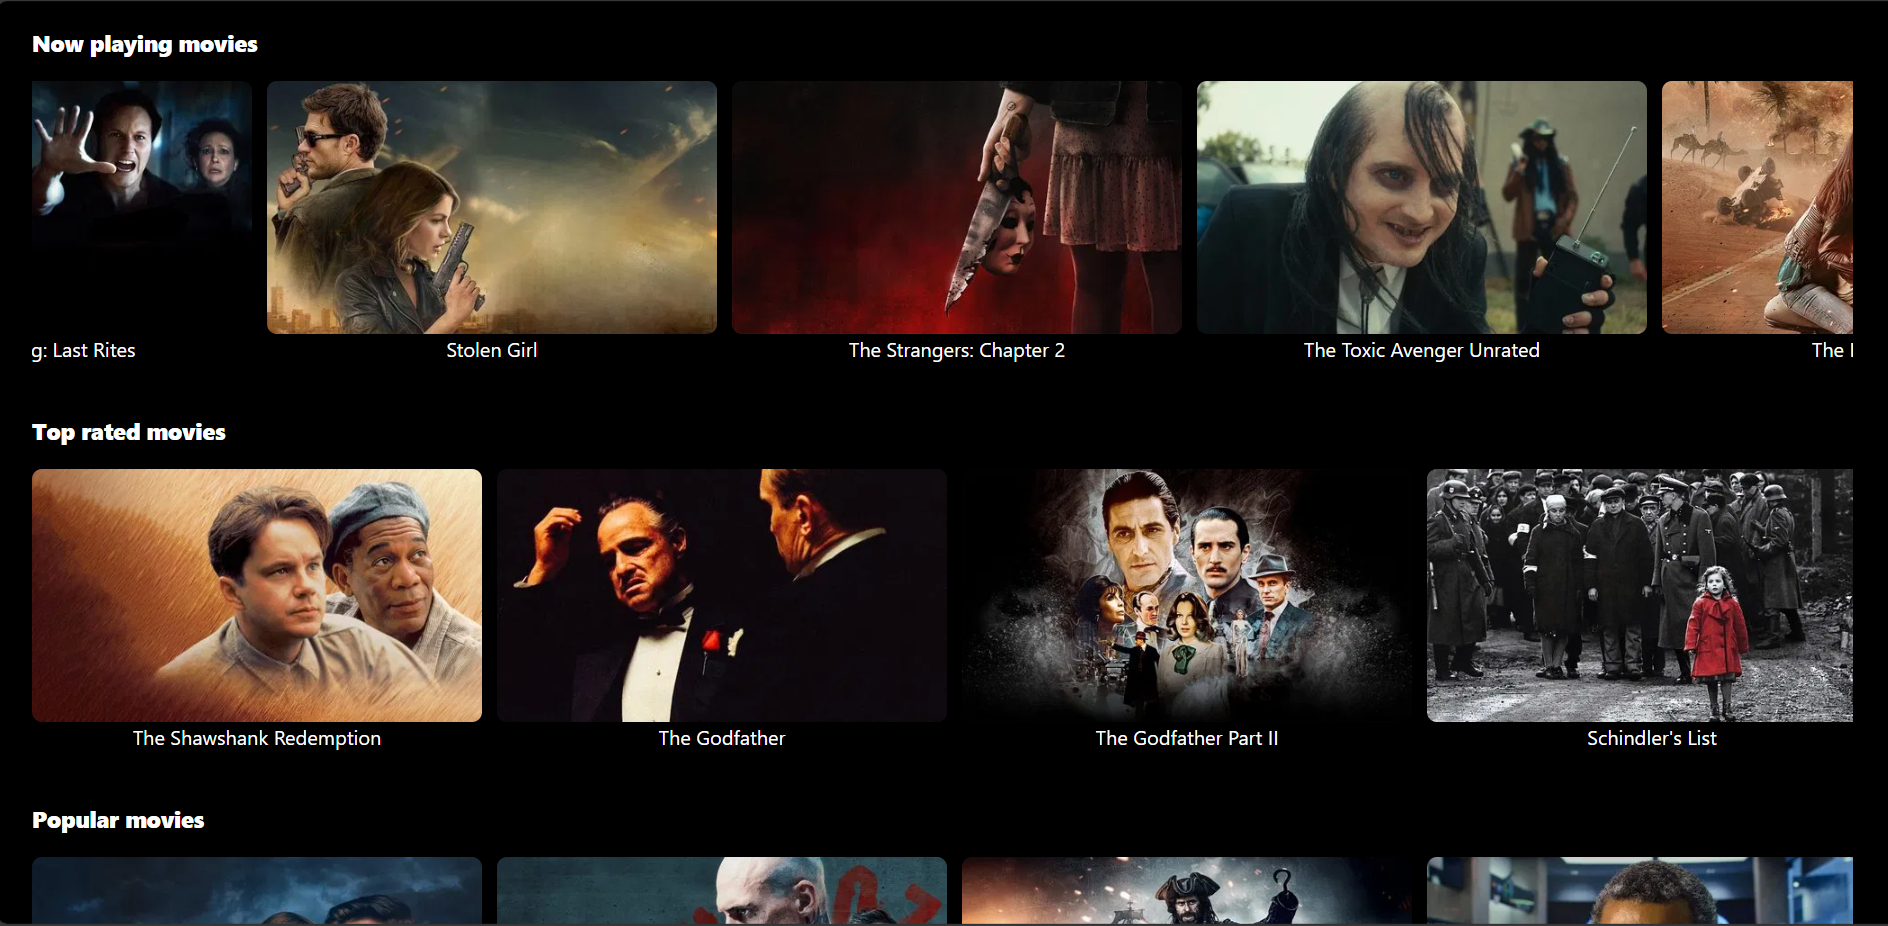 Now playing movies
g: Last Rites
Stolen Girl
The Strangers: Chapter 2
The Toxic Avenger Unrated
The
Top rated movies
The Shawshank Redemption
The Godfather
The Godfather Part II
Schindler's List
Popular movies